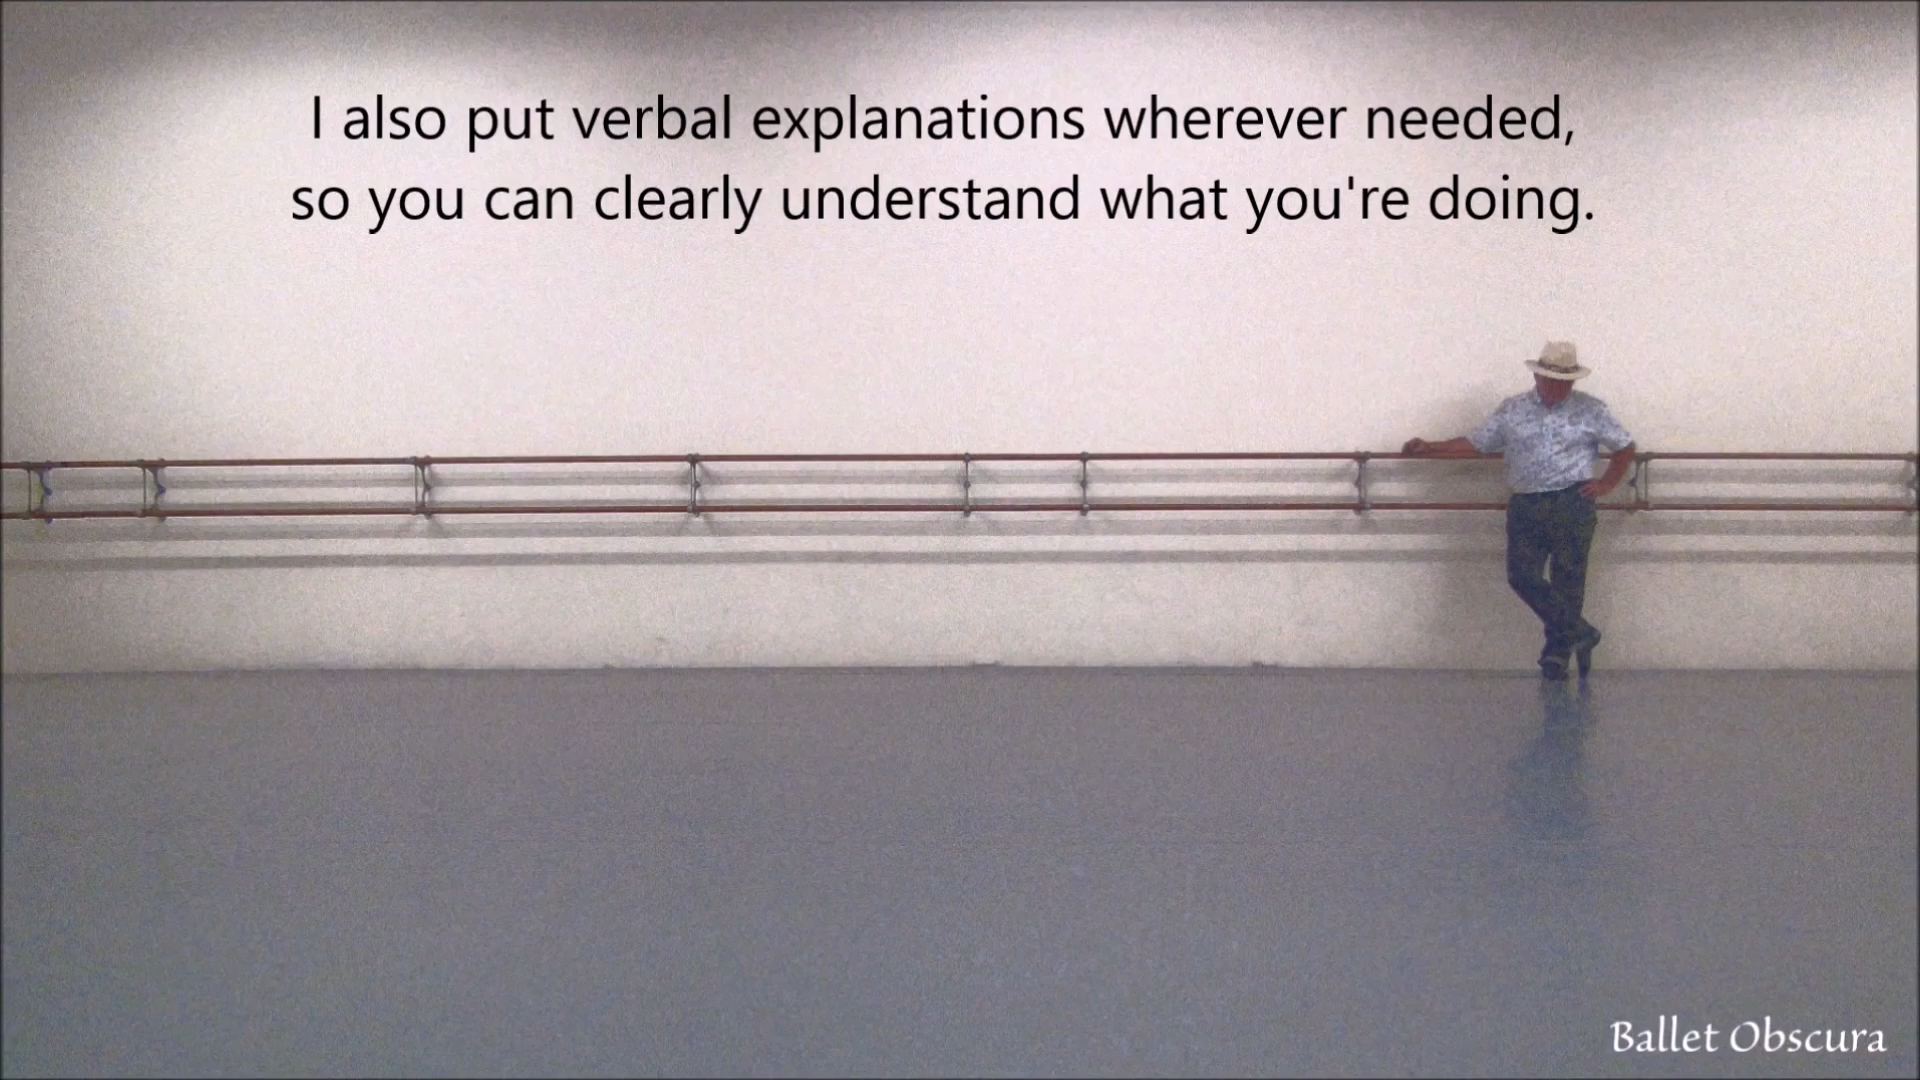 I also put verbal explanations wherever needed,
so you can clearly understand what you're doing.
Ballet Obscura